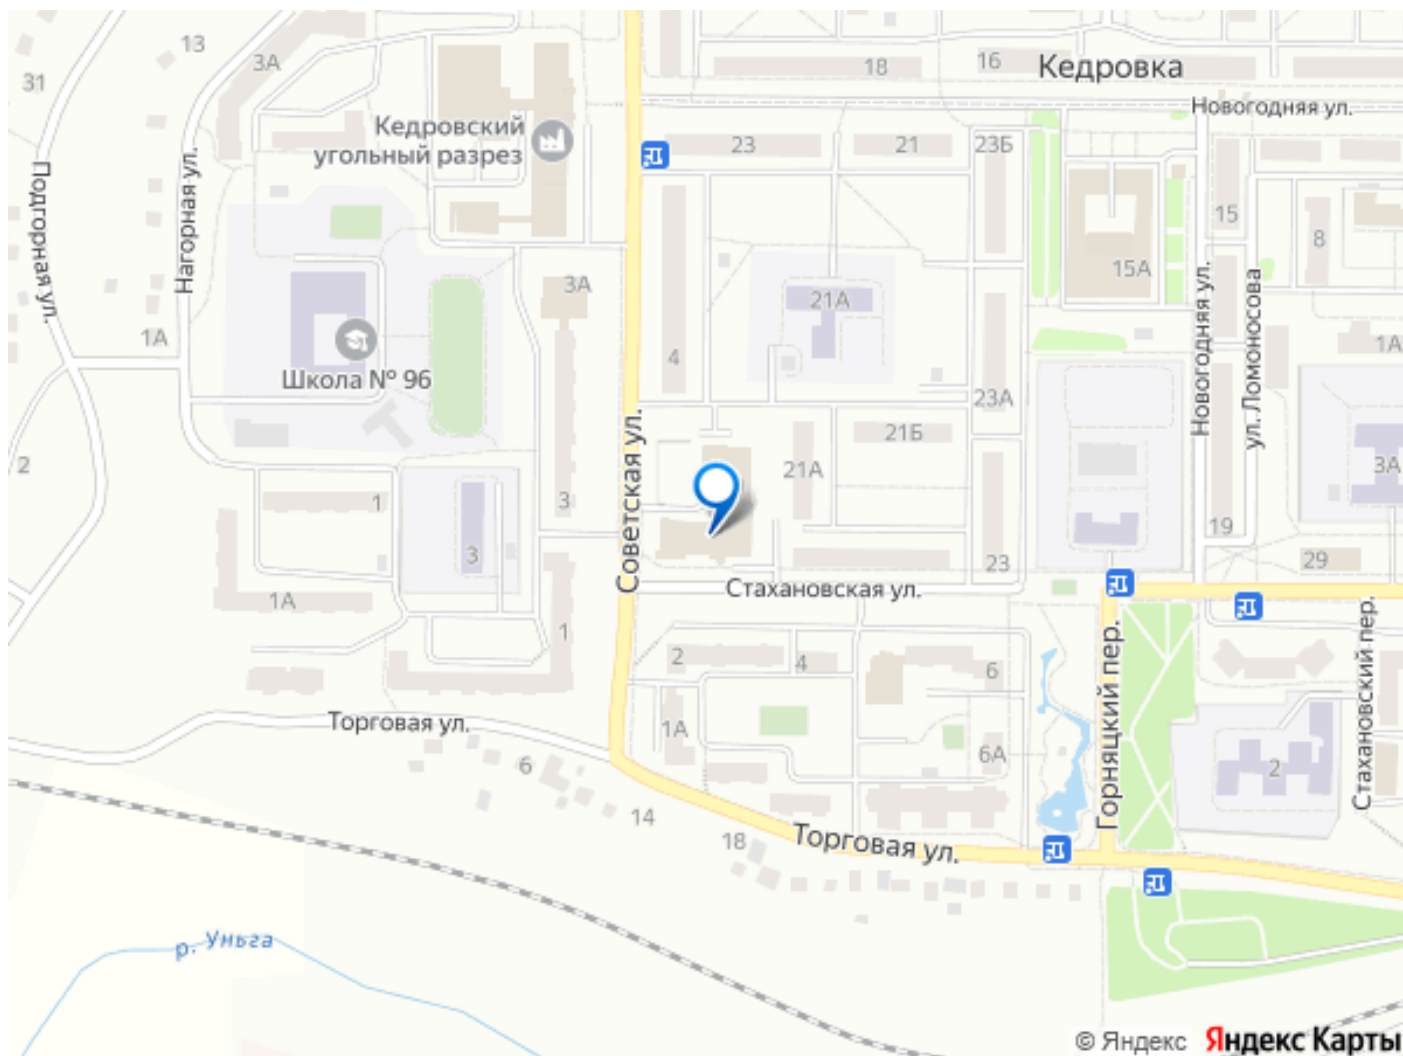 13
3А
31
18
16
Кедровка
Новогодняя ул.
Кедровский
угольный разрез
23
21
23Б
Подгорная ул.
Нагорная ул.
15
8
15А
3А
21А
Новогодняя ул.
ул. Ломоносова
1А
4
1А
Школа № 96
23А
Советская ул.
21Б
2
21А
3А
1
3
19
3
23
29
Стахановская ул.
1А
1
2
4
6
Горняцкий пер.
Стахановский пер.
Торговая ул.
1А
6А
6
2
14
18
Торговая ул.
р. Уньга
© Яндекс
Яндекс Карты